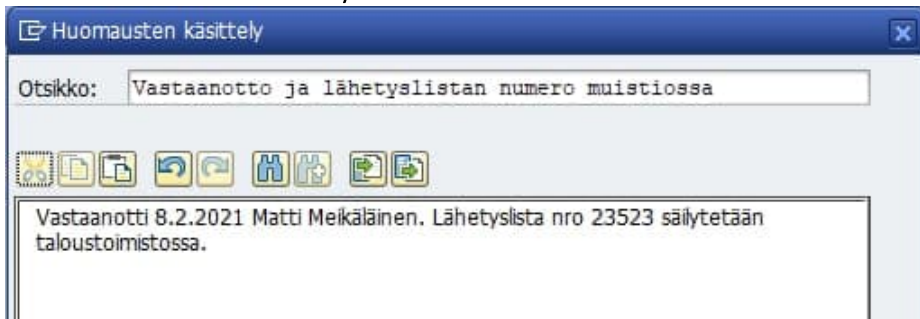 Huomausten käsittely
Otsikko: Vastaanotto ja lähetyslistan numero muistiossa
Vastaanotti 8.2.2021 Matti Meikäläinen. Lähetyslista nro 23523 säilytetään
taloustoimistossa.